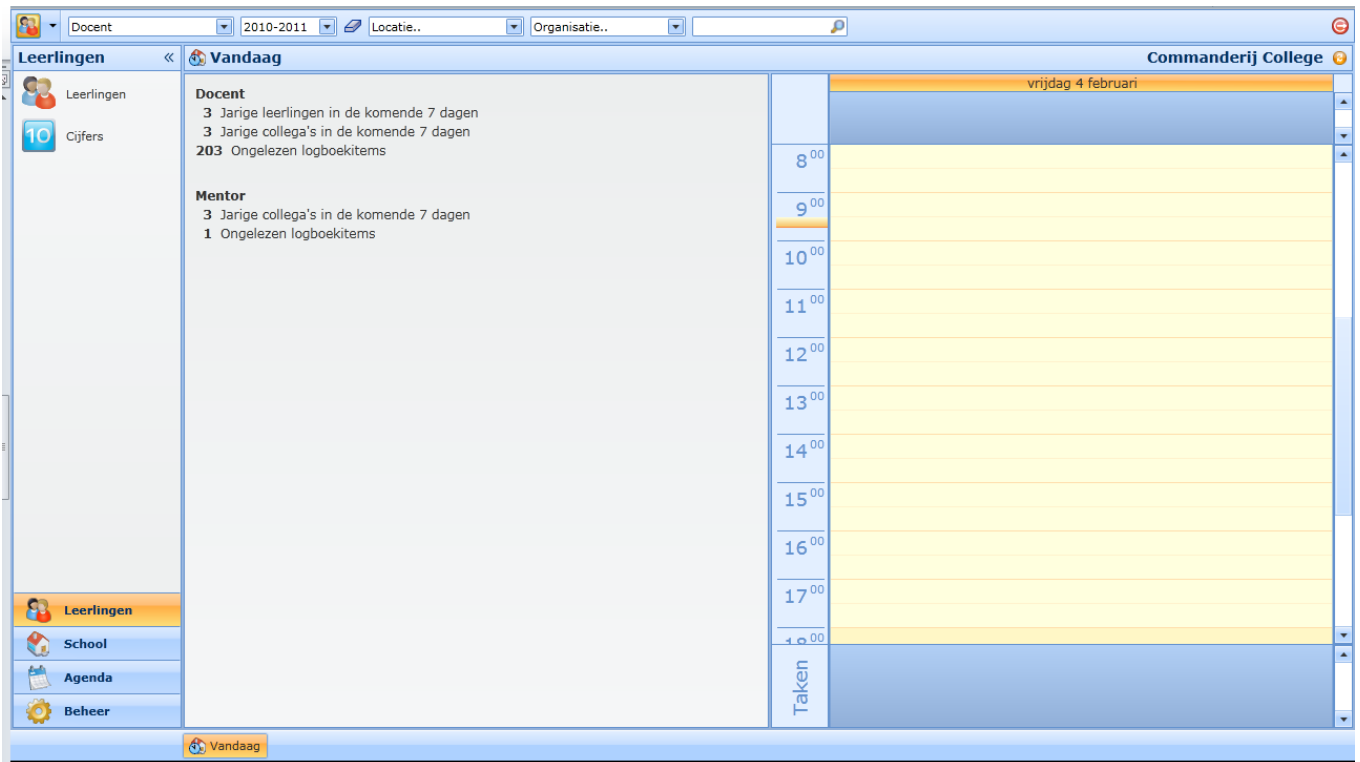 Docent 2010-2011 Locatie.. Organisatie..
Leerlingen «
Leerlingen
10 Cijfers
Leerlingen
School
Agenda
Beheer
Vandaag Commanderij College
Docent
3 Jarige leerlingen in de komende 7 dagen
3 Jarige collega's in de komende 7 dagen
203 Ongelezen logboekitems
Mentor
3 Jarige collega's in de komende 7 dagen
1 Ongelezen logboekitems
vrijdag 4 februari
8 00
9 00
10 00
11 00
12 00
13 00
14 00
15 00
16 00
17 00
18 00
Taken
Vandaag